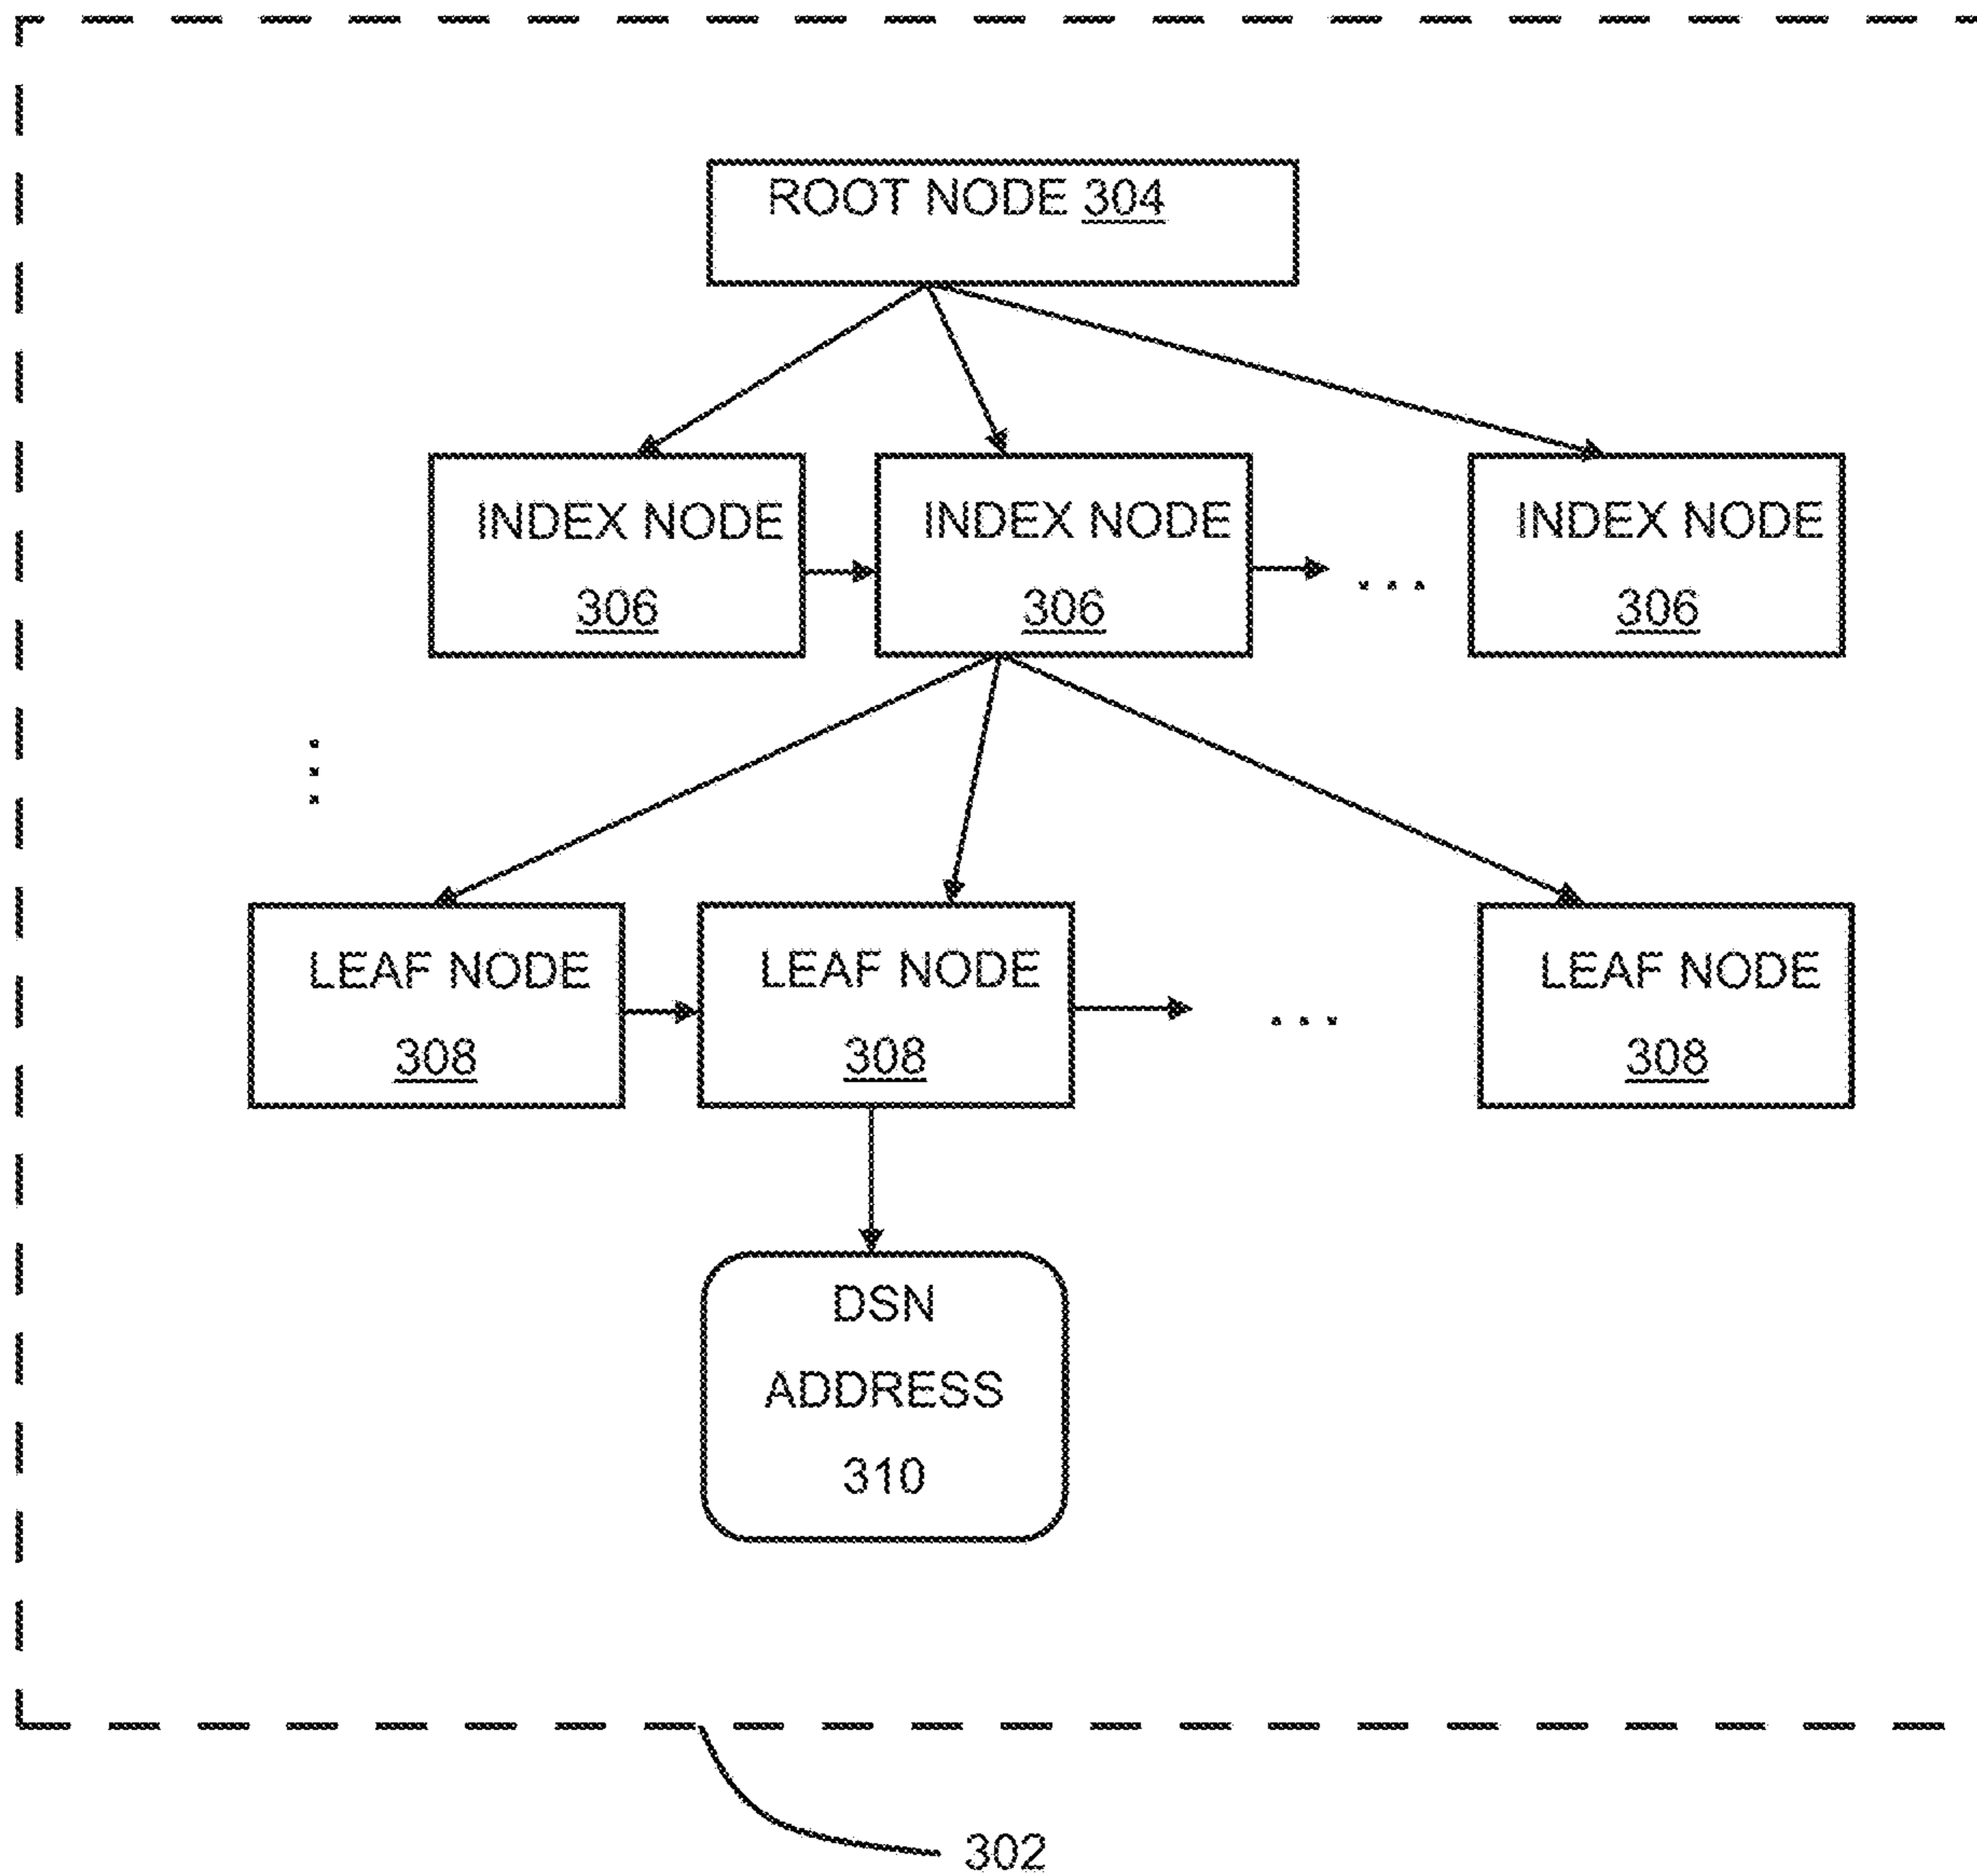 ROOT NODE 304
INDEX NODE
306
INDEX NODE
306
...
INDEX NODE
306
...
LEAF NODE
308
LEAF NODE
308
...
LEAF NODE
308
DSN
ADDRESS
310
302